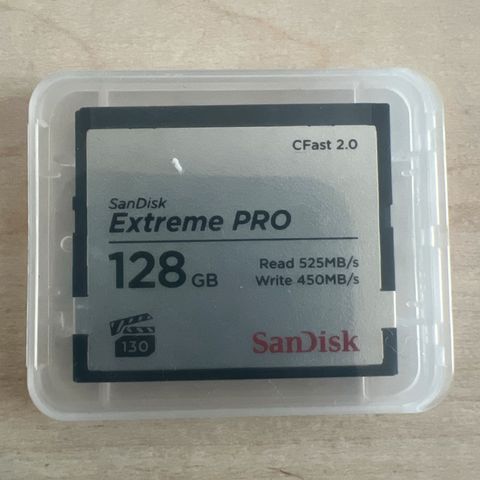 CFast 2.0
SanDisk
Extreme PRO
128 GB
Read 525MB/s
Write 450MB/s
130
SanDisk